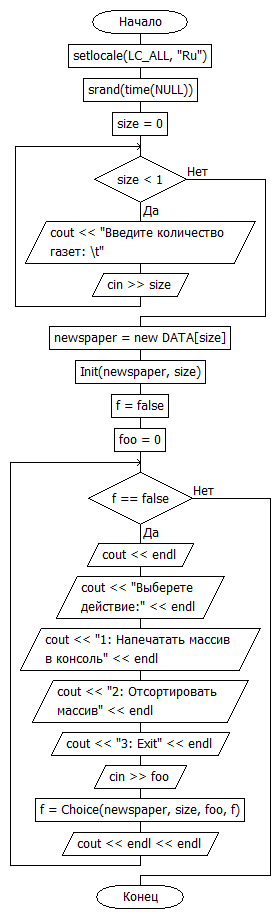 Начало
setlocale(LC_ALL, "Ru")
srand(time(NULL))
size = 0
size < 1
Нет
Да
cout << "Введите количество
газет: \t"
cin >> size
newspaper = new DATA[size]
Init(newspaper, size)
f = false
foo = 0
f == false
Нет
Да
cout << endl
cout << "Выберете
действие:" << endl
cout << "1: Напечатать массив
в консоль" << endl
cout << "2: Отсортировать
массив" << endl
cout << "3: Exit" << endl
cin >> foo
f = Choice(newspaper, size, foo, f)
cout << endl << endl
Конец